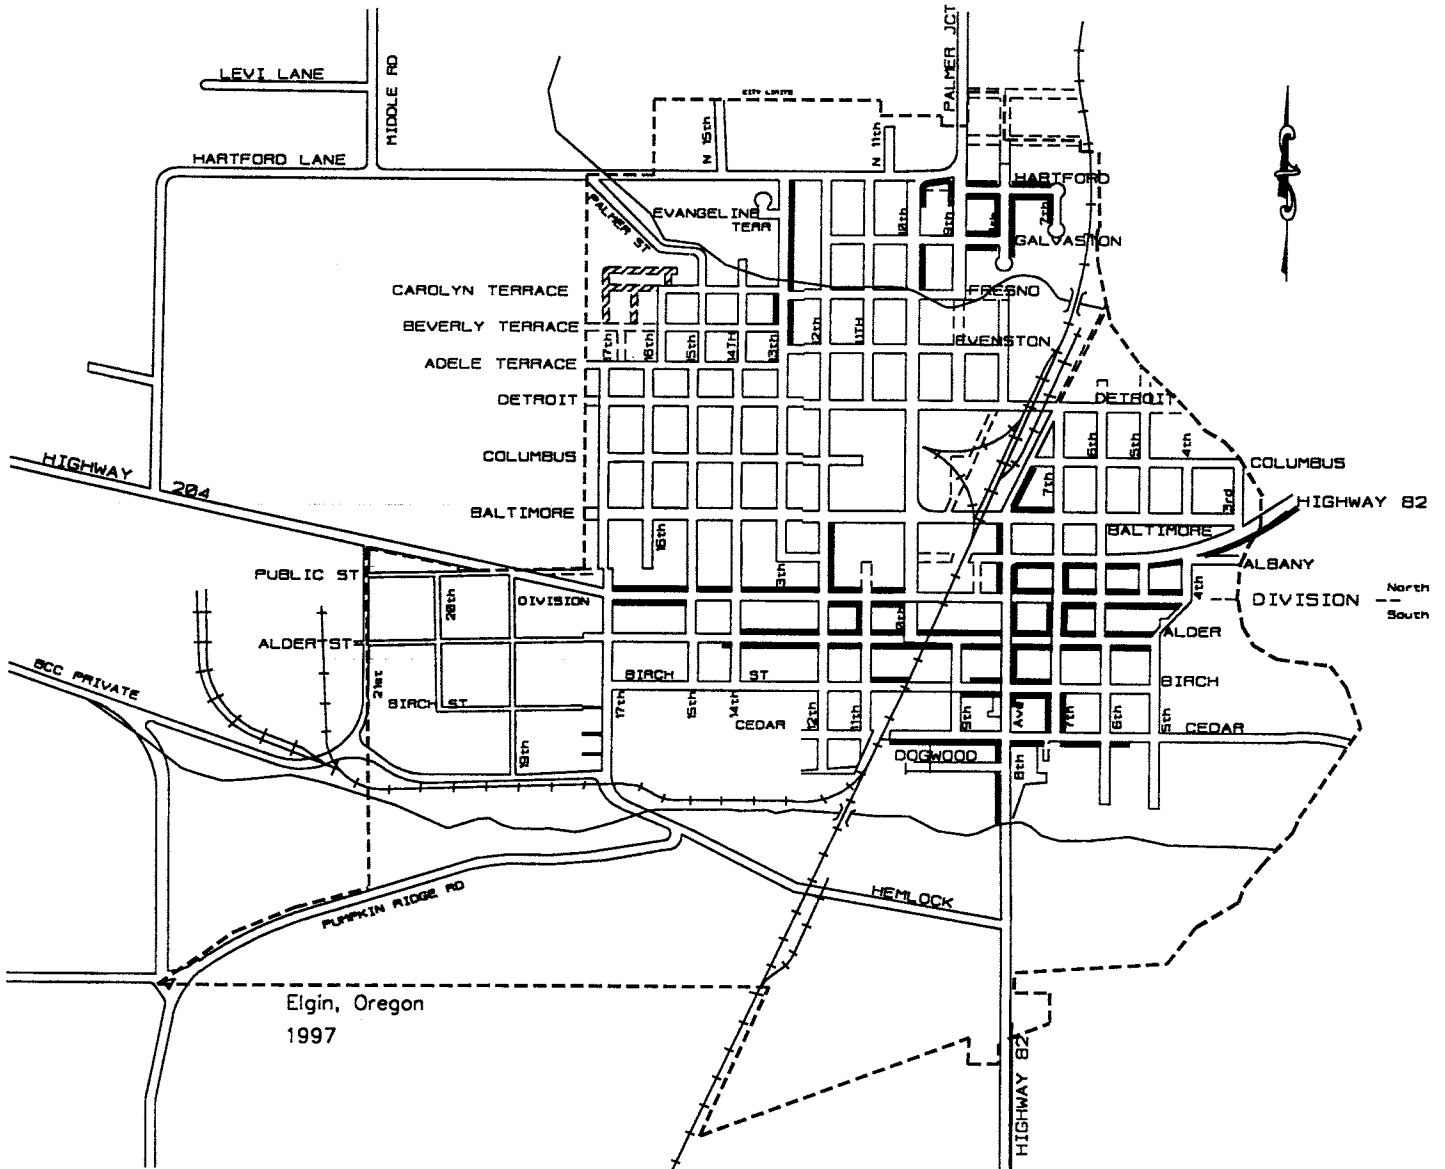 PALMER JCT
LEVI LANE
MIDDLE RD
CITY LIMITS
N 15th
N 11th
HARTFORD LANE
HARTFORD
PALMER ST
EVANGELINE
TERR
10th
9th
7th
GALVASTON
CAROLYN TERRACE
FRESNO
BEVERLY TERRACE
17th
16th
15th
14TH
13th
12th
11TH
EVENSTON
ADELE TERRACE
DETROIT
DETROIT
6th
5th
4th
COLUMBUS
COLUMBUS
HIGHWAY
204
7th
3rd
HIGHWAY 82
BALTIMORE
BALTIMORE
16th
PUBLIC ST
13th
ALBANY
4th
20th
DIVISION
DIVISION
North
South
ALDER ST
10th
ALDER
BCC PRIVATE
21st
BIRCH
ST
BIRCH
BIRCH ST
17th
15th
14th
CEDAR
12th
11th
9th
Ave
7th
6th
5th
CEDAR
19th
DOGWOOD
8th
PUMPKIN RIDGE RD
HEMLOCK
Elgin, Oregon
1997
HIGHWAY 82